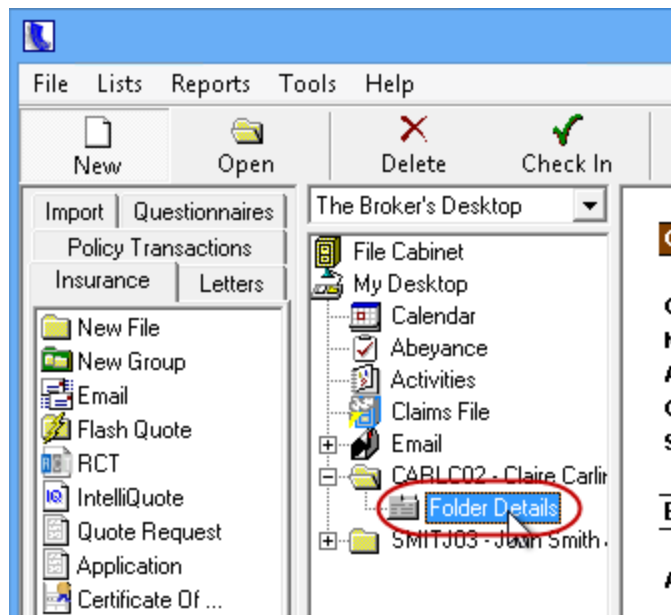 File Lists Reports Tools Help
New Open Delete Check In
Import Questionnaires
Policy Transactions
Insurance Letters
New File
New Group
Email
Flash Quote
RCT
IntelliQuote
Quote Request
Application
Certificate Of ...
The Broker's Desktop
File Cabinet
My Desktop
Calendar
Abeyance
Activities
Claims File
Email
CARLC02 - Claire Carlin
Folder Details
SMITJ03 - John Smith